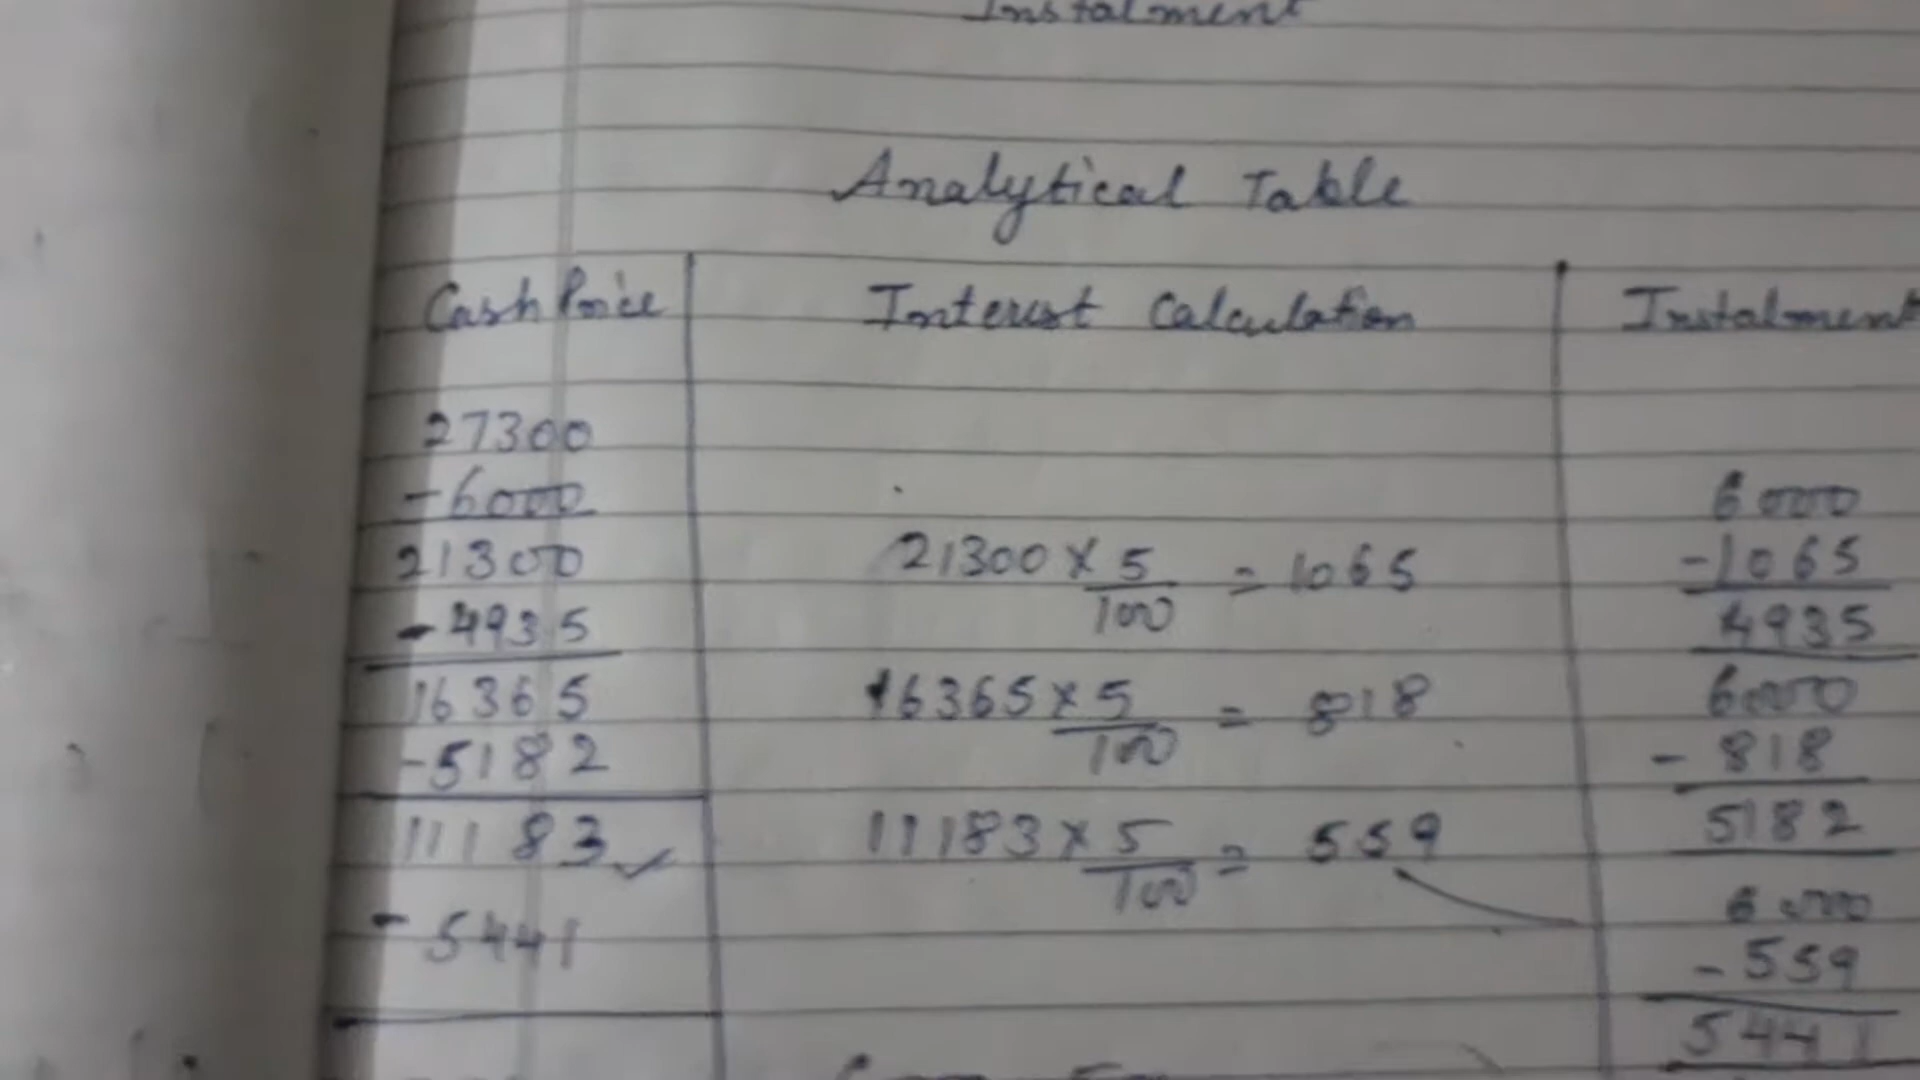 Instalment
Analytical Table
Cash Price Interest Calculation Instalment
27300
-6000 6000
21300 21300 x 5/100 = 1065 -1065
-4935 4935
16365 16365 x 5/100 = 818 6000
-5182 - 818
11183 ✓ 11183 x 5/100 = 559 5182
- 5441 6000
- 559
5441